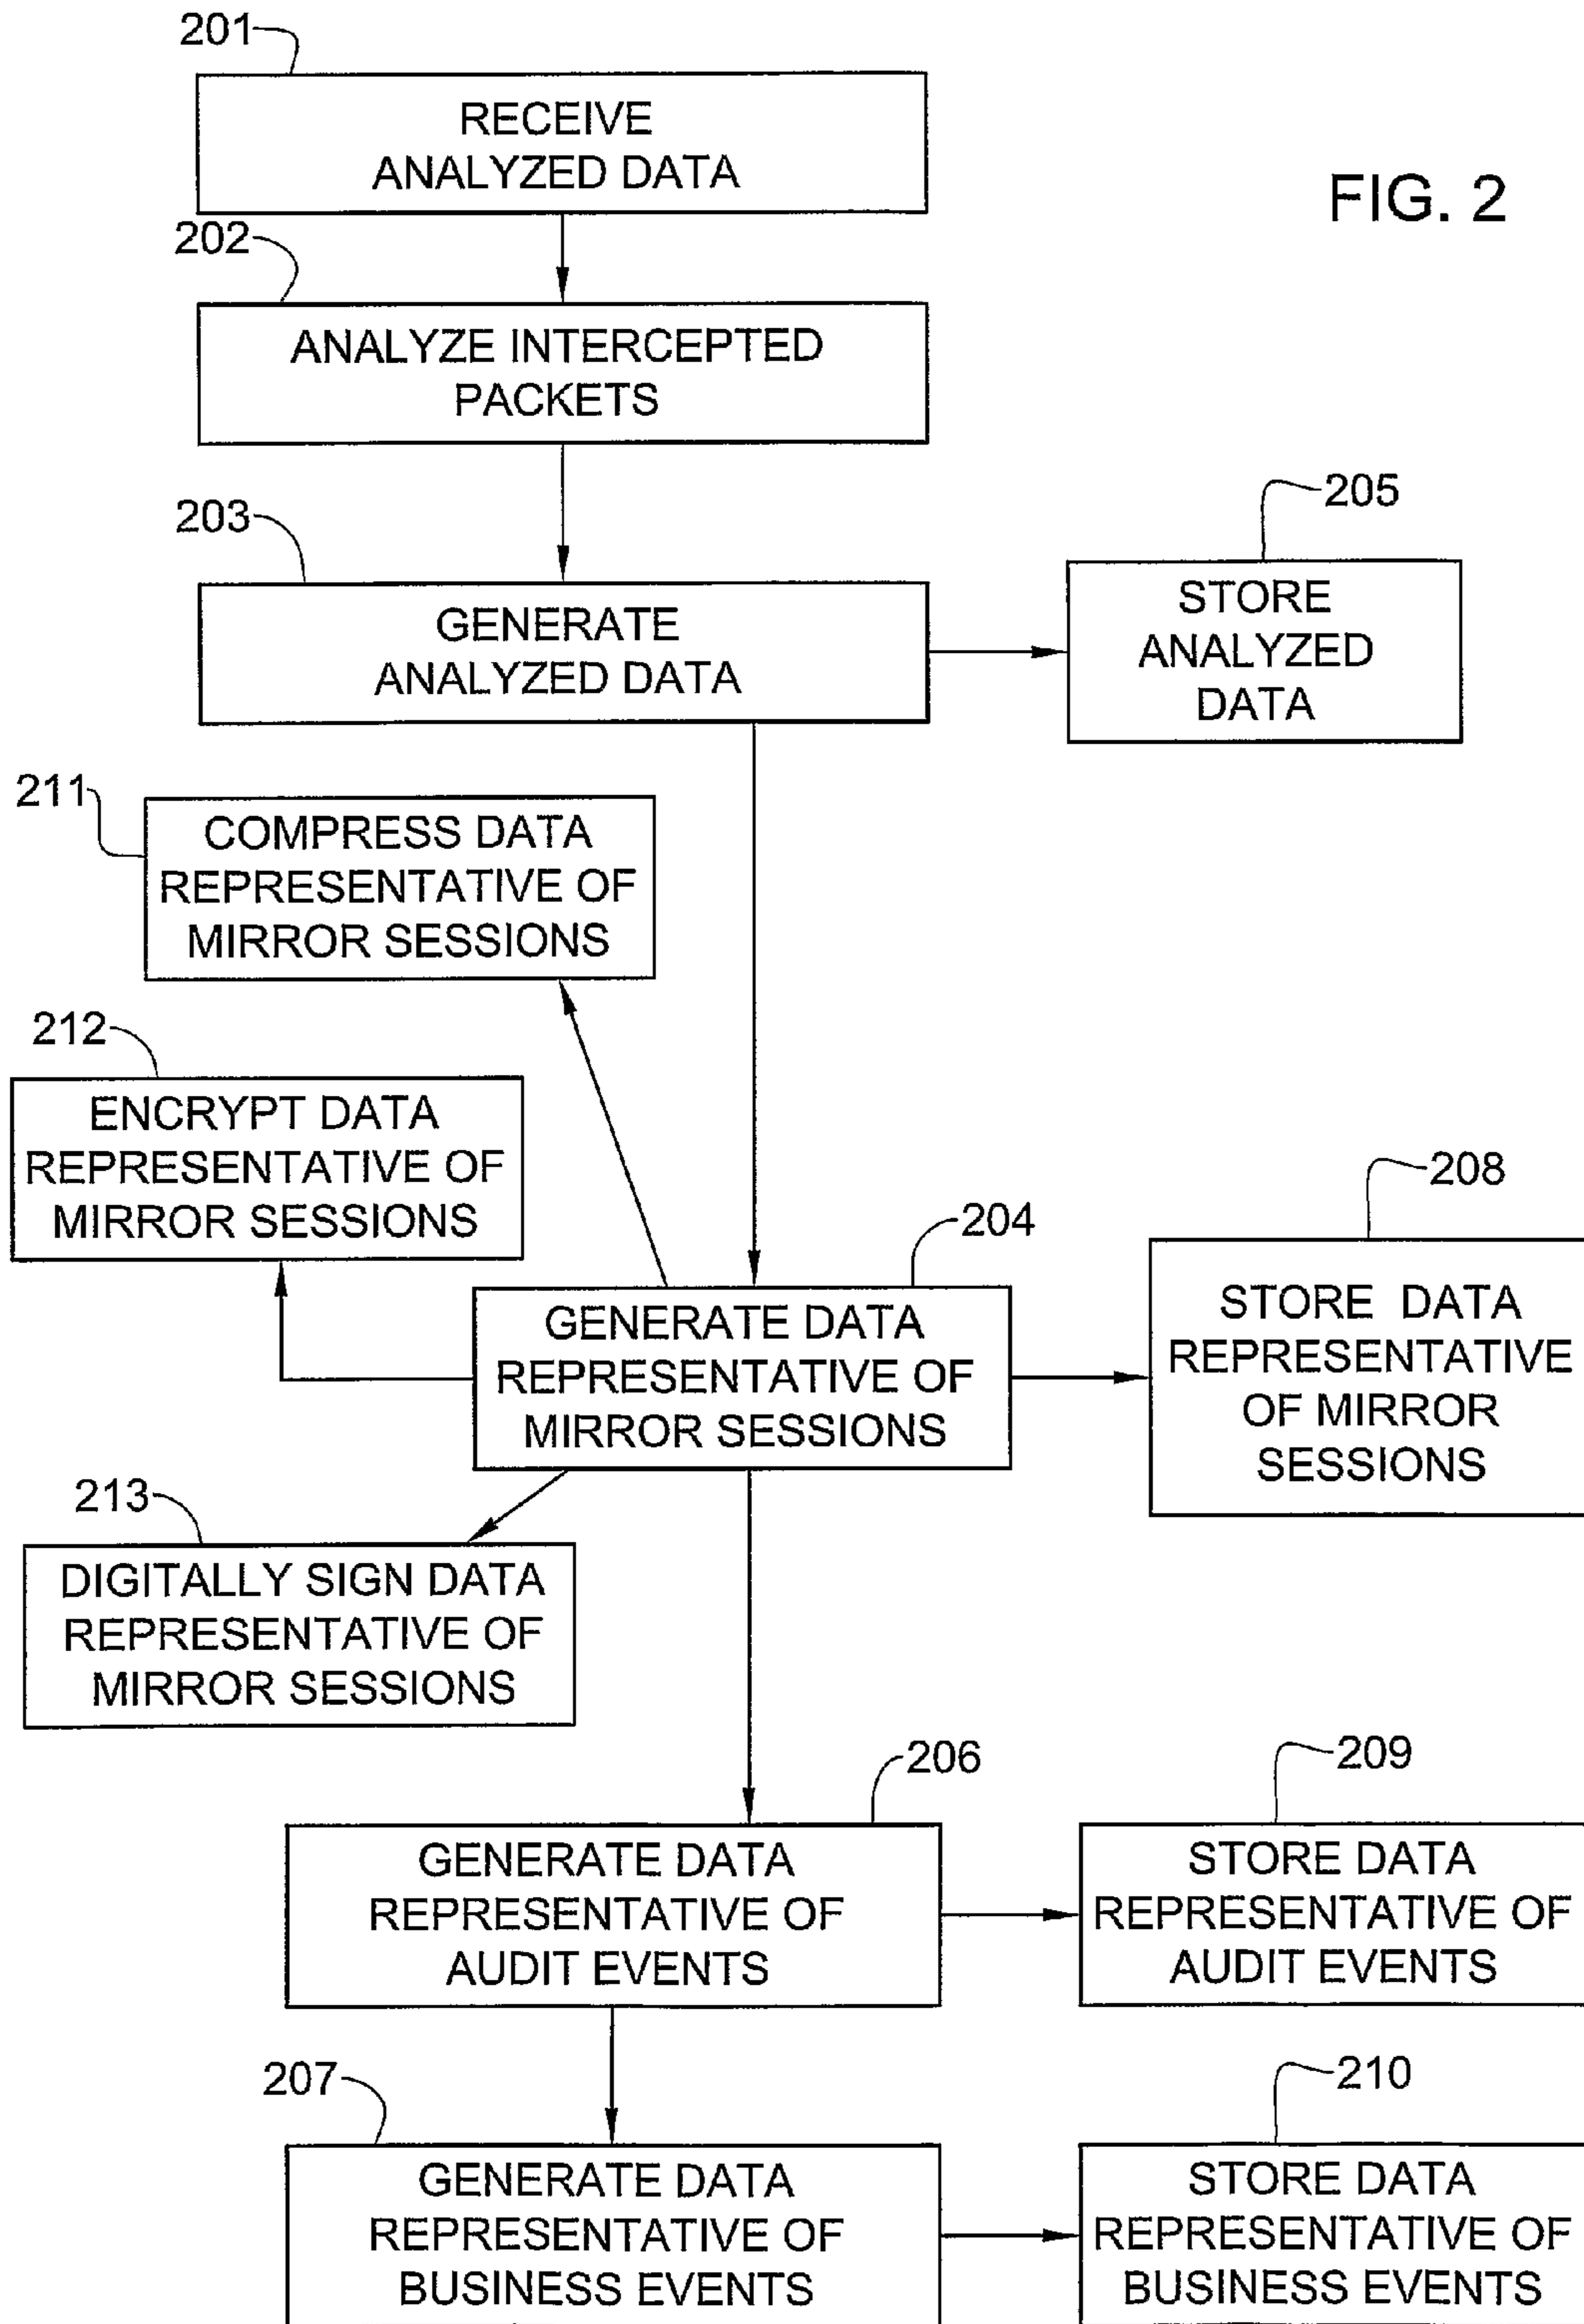 201
RECEIVE
ANALYZED DATA
FIG. 2
202
ANALYZE INTERCEPTED
PACKETS
203
GENERATE
ANALYZED DATA
205
STORE
ANALYZED
DATA
211
COMPRESS DATA
REPRESENTATIVE OF
MIRROR SESSIONS
212
ENCRYPT DATA
REPRESENTATIVE OF
MIRROR SESSIONS
204
GENERATE DATA
REPRESENTATIVE OF
MIRROR SESSIONS
208
STORE DATA
REPRESENTATIVE
OF MIRROR
SESSIONS
213
DIGITALLY SIGN DATA
REPRESENTATIVE OF
MIRROR SESSIONS
206
GENERATE DATA
REPRESENTATIVE OF
AUDIT EVENTS
209
STORE DATA
REPRESENTATIVE OF
AUDIT EVENTS
207
GENERATE DATA
REPRESENTATIVE OF
BUSINESS EVENTS
210
STORE DATA
REPRESENTATIVE OF
BUSINESS EVENTS